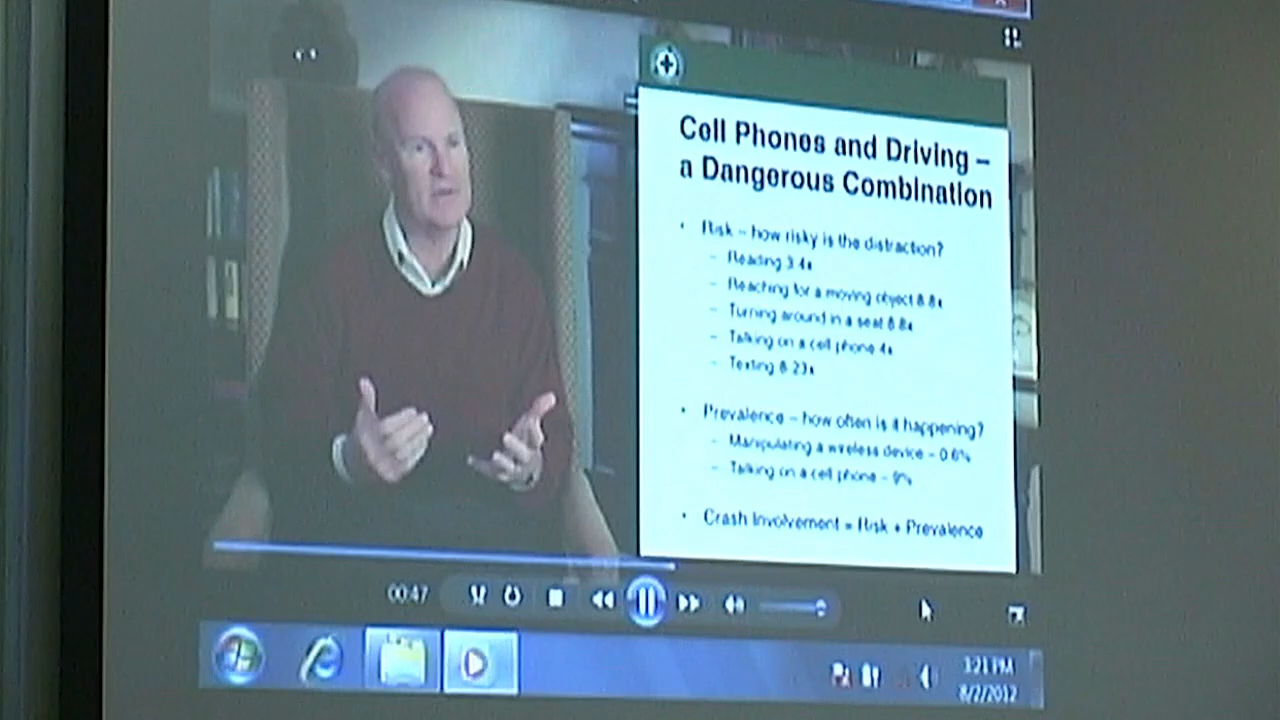 Cell Phones and Driving –
a Dangerous Combination
• Risk – how risky is the distraction?
– Reading 3.4x
– Reaching for a moving object 8.8x
– Turning around in a seat 8.8x
– Talking on a cell phone 4x
– Texting 8-23x
• Prevalence – how often is it happening?
– Manipulating a wireless device – 0.6%
– Talking on a cell phone – 9%
• Crash Involvement = Risk + Prevalence
00:47
3:21 PM
8/2/2012